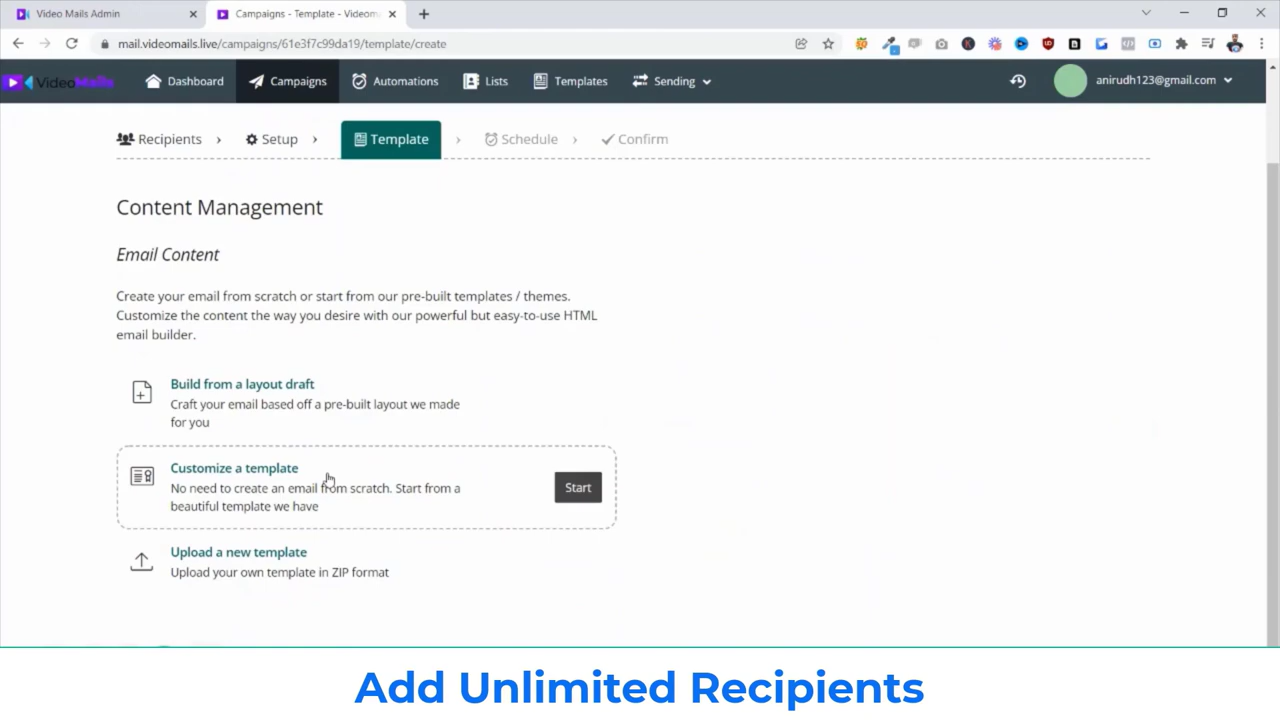 Video Mails Admin
Campaigns - Template - Videom
mail.videomails.live/campaigns/61e3f7c99da19/template/create
VideoMails
Dashboard
Campaigns
Automations
Lists
Templates
Sending
anirudh123@gmail.com
Recipients
Setup
Template
Schedule
Confirm
Content Management
Email Content
Create your email from scratch or start from our pre-built templates / themes.
Customize the content the way you desire with our powerful but easy-to-use HTML
email builder.
Build from a layout draft
Craft your email based off a pre-built layout we made
for you
Customize a template
No need to create an email from scratch. Start from a
beautiful template we have
Start
Upload a new template
Upload your own template in ZIP format
Add Unlimited Recipients